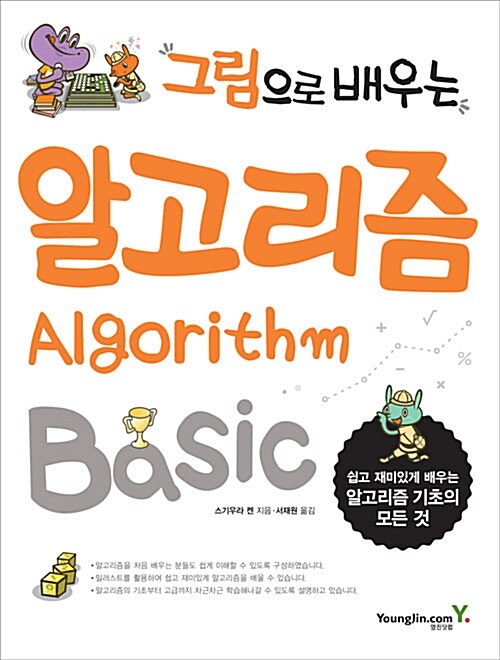 그림으로 배우는
알고리즘
Algorithm
Basic
쉽고 재미있게 배우는
알고리즘 기초의
모든 것
스기우라 켄 지음·서재원 옮김
• 알고리즘을 처음 배우는 분들도 쉽게 이해할 수 있도록 구성하였습니다.
• 일러스트를 활용하여 쉽고 재미있게 알고리즘을 배울 수 있습니다.
• 알고리즘의 기초부터 고급까지 차근차근 학습해나갈 수 있도록 설명하고 있습니다.
YoungJin.com Y.
영진닷컴